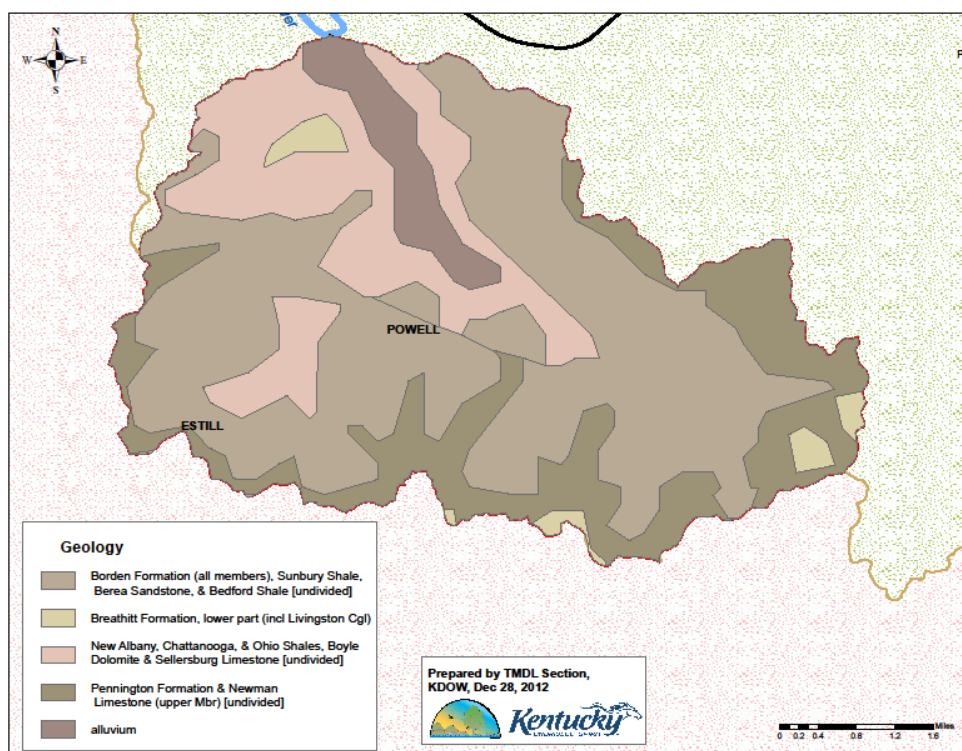 N
W
E
S
P
POWELL
ESTILL
Geology
Borden Formation (all members), Sunbury Shale,
Berea Sandstone, & Bedford Shale [undivided]
Breathitt Formation, lower part (incl Livingston Cgl)
New Albany, Chattanooga, & Ohio Shales, Boyle
Dolomite & Sellersburg Limestone [undivided]
Pennington Formation & Newman
Limestone (upper Mbr) [undivided]
alluvium
Prepared by TMDL Section,
KDOW, Dec 28, 2012
Kentucky
Miles
0 0.2 0.4 0.8 1.2 1.6